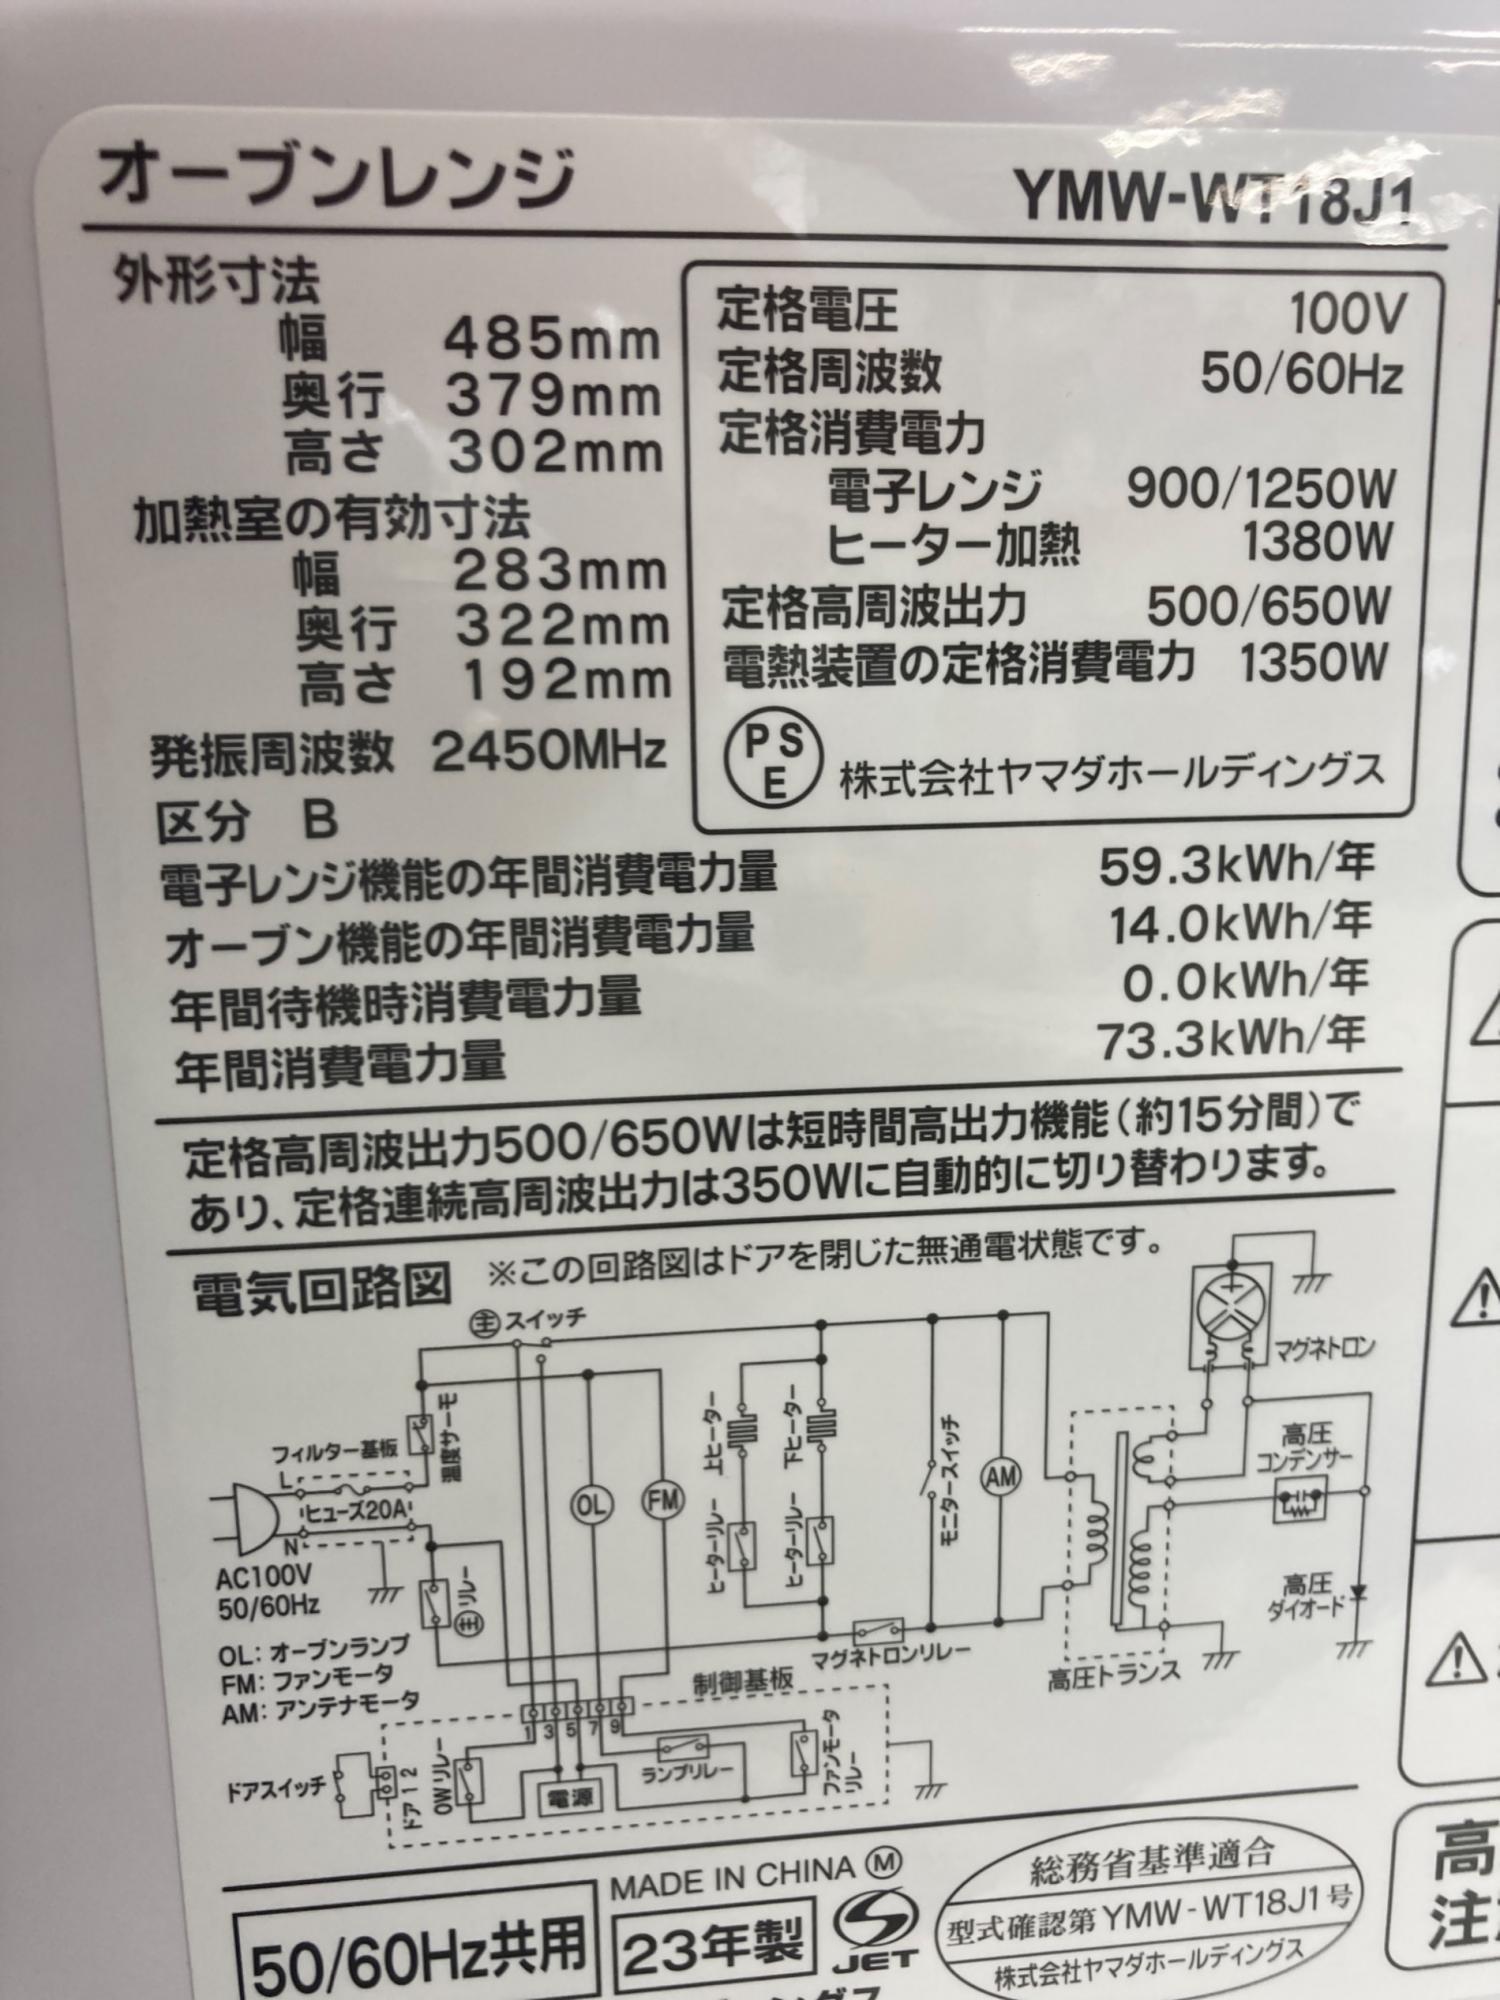 オーブンレンジ YMW-WT18J1
外形寸法
幅 485mm
奥行 379mm
高さ 302mm
加熱室の有効寸法
幅 283mm
奥行 322mm
高さ 192mm
発振周波数 2450MHz
区分 B
定格電圧 100V
定格周波数 50/60Hz
定格消費電力
電子レンジ 900/1250W
ヒーター加熱 1380W
定格高周波出力 500/650W
電熱装置の定格消費電力 1350W
PSE 株式会社ヤマダホールディングス
電子レンジ機能の年間消費電力量 59.3kWh/年
オーブン機能の年間消費電力量 14.0kWh/年
年間待機時消費電力量 0.0kWh/年
年間消費電力量 73.3kWh/年
定格高周波出力500/650Wは短時間高出力機能(約15分間)で
あり、定格連続高周波出力は350Wに自動的に切り替わります。
電気回路図 ※この回路図はドアを閉じた無通電状態です。
㊤スイッチ
マグネトロン
温度サーモ
フィルター基板
L
ヒューズ20A
N
AC100V
50/60Hz
主リレー
上ヒーター
下ヒーター
ヒーターリレー
ヒーターリレー
OL
FM
モニタースイッチ
AM
高圧
コンデンサー
高圧
ダイオード
高圧トランス
マグネトロンリレー
OL:オーブンランプ
FM:ファンモータ
AM:アンテナモータ
制御基板
1 3 5 7 9
ドアスイッチ
ドア 1 2
OWリレー
電源
ランプリレー
ファンモータ
リレー
50/60Hz共用
MADE IN CHINA Ⓜ
23年製
JET
総務省基準適合
型式確認第YMW-WT18J1号
株式会社ヤマダホールディングス
高
注